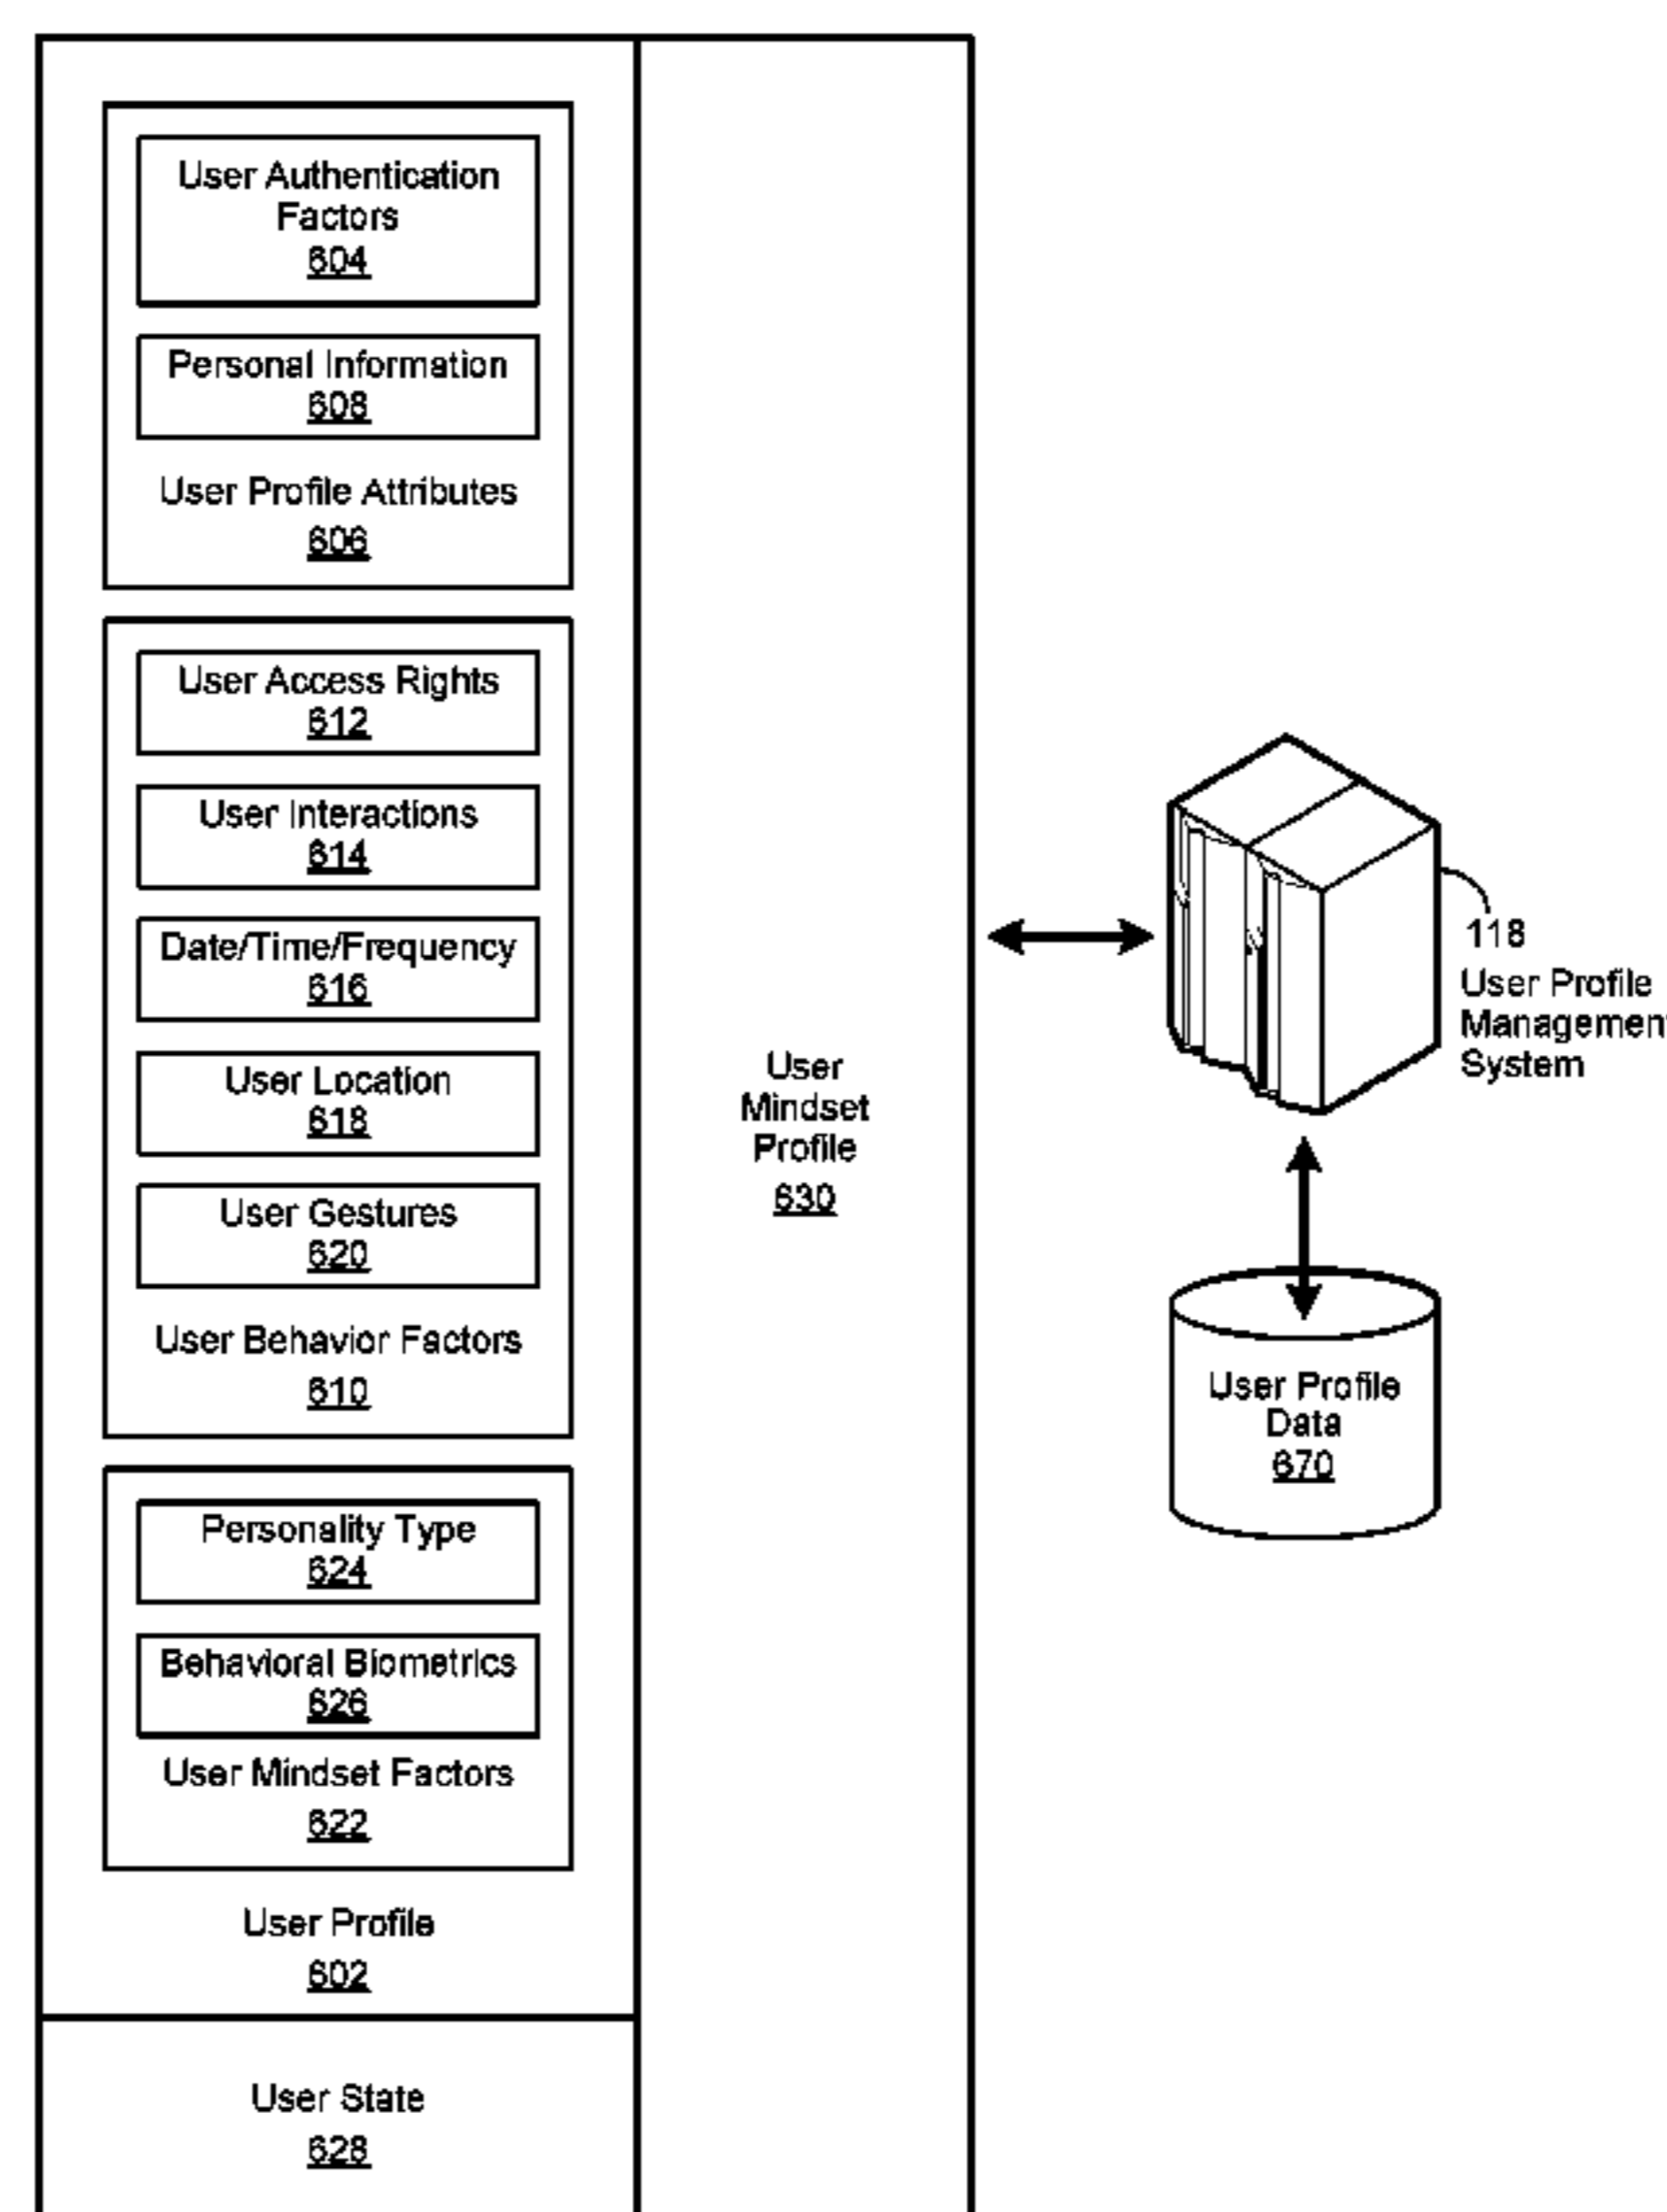 User Authentication
Factors
604
Personal Information
608
User Profile Attributes
606
User Access Rights
612
User Interactions
614
Date/Time/Frequency
616
User Location
618
User Gestures
620
User Behavior Factors
610
Personality Type
624
Behavioral Biometrics
626
User Mindset Factors
622
User Profile
602
User State
628
User
Mindset
Profile
630
118
User Profile
Management
System
User Profile
Data
670